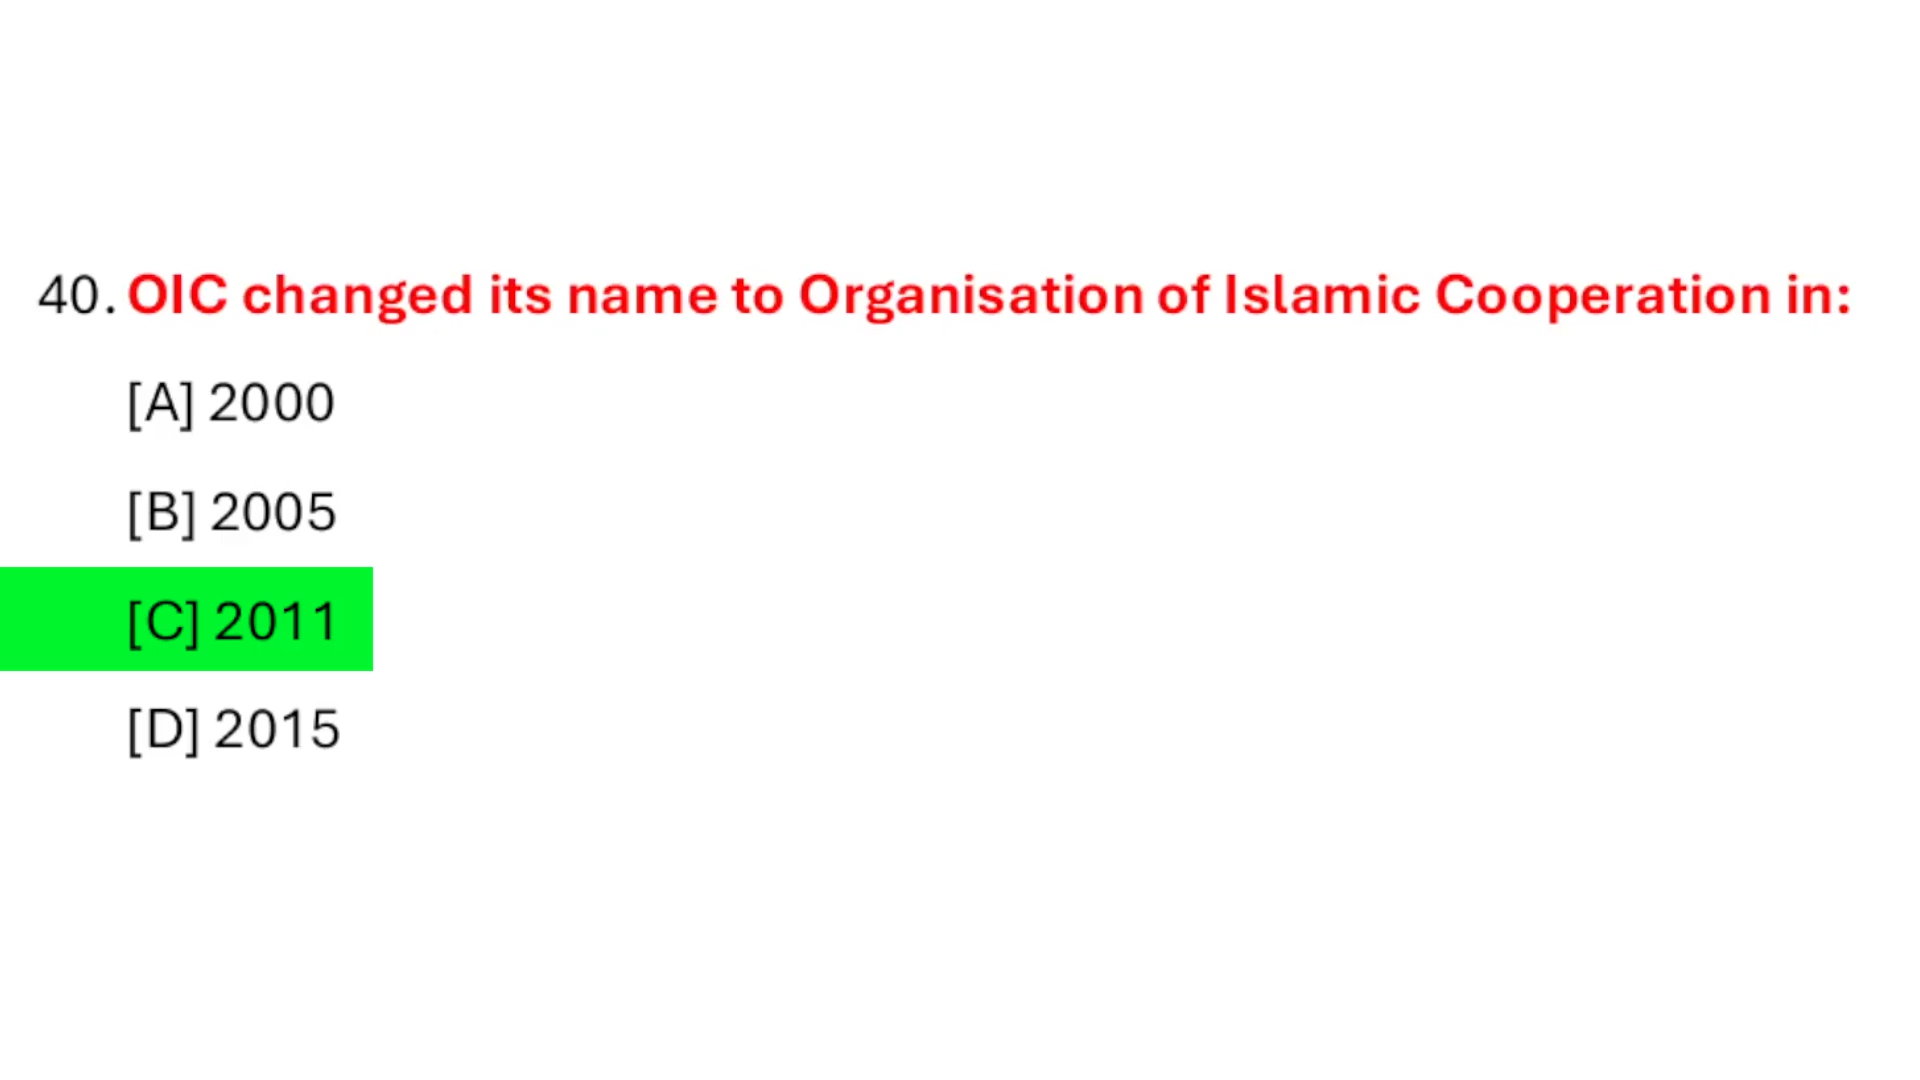 40. OIC changed its name to Organisation of Islamic Cooperation in:
[A] 2000
[B] 2005
[C] 2011
[D] 2015